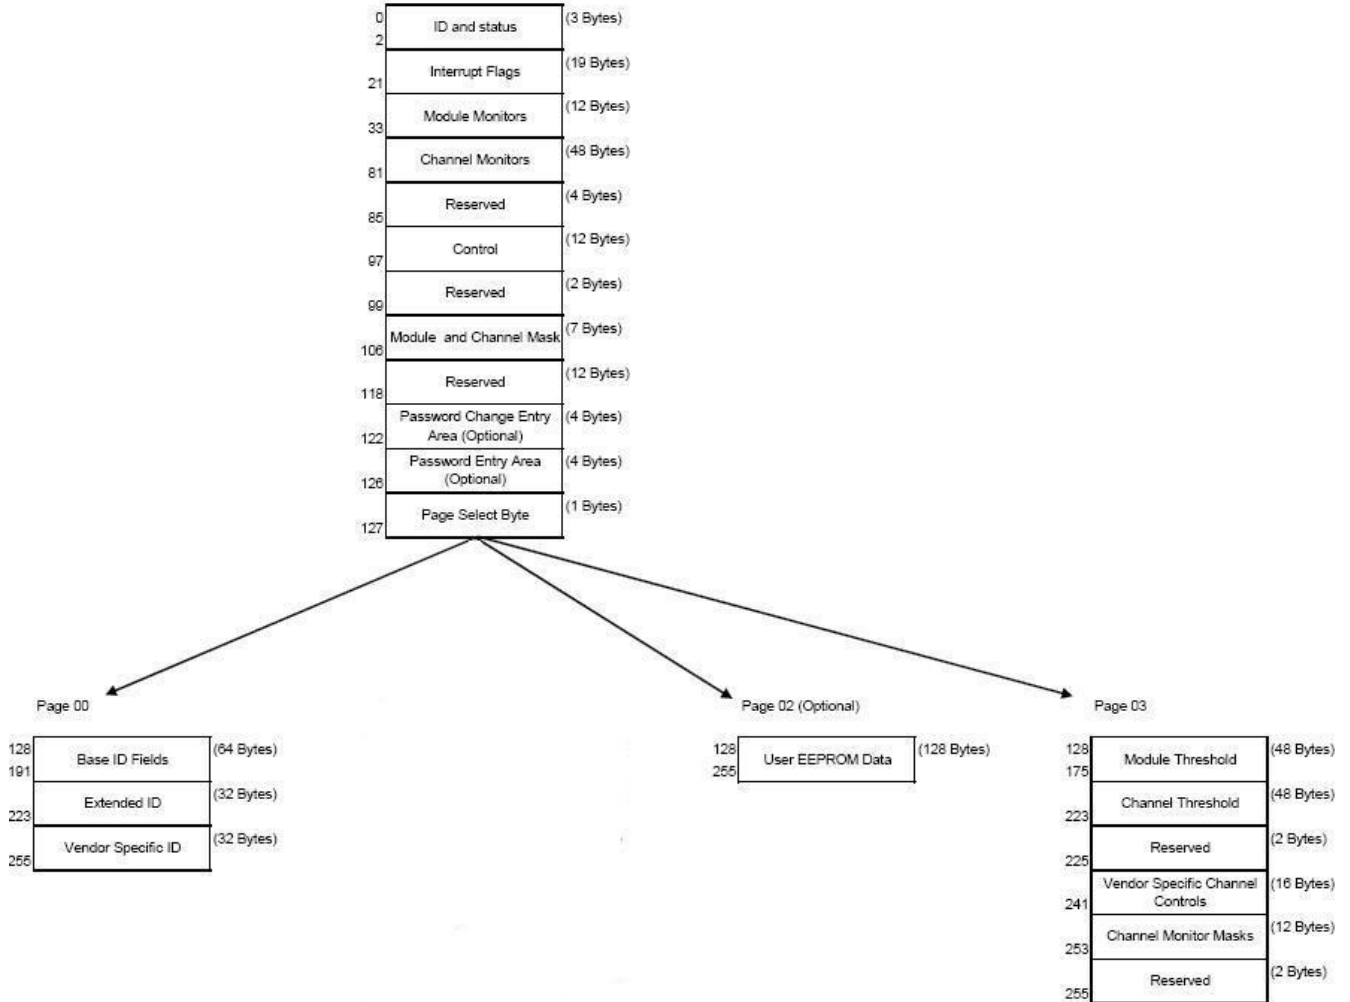 0
ID and status
(3 Bytes)
2
Interrupt Flags
(19 Bytes)
21
Module Monitors
(12 Bytes)
33
Channel Monitors
(48 Bytes)
81
Reserved
(4 Bytes)
85
Control
(12 Bytes)
97
Reserved
(2 Bytes)
99
Module and Channel Mask
(7 Bytes)
106
Reserved
(12 Bytes)
118
Password Change Entry
Area (Optional)
(4 Bytes)
122
Password Entry Area
(Optional)
(4 Bytes)
126
Page Select Byte
(1 Bytes)
127
Page 00
128
Base ID Fields
(64 Bytes)
191
Extended ID
(32 Bytes)
223
Vendor Specific ID
(32 Bytes)
255
Page 02 (Optional)
128
User EEPROM Data
(128 Bytes)
255
Page 03
128
Module Threshold
(48 Bytes)
175
Channel Threshold
(48 Bytes)
223
Reserved
(2 Bytes)
225
Vendor Specific Channel
Controls
(16 Bytes)
241
Channel Monitor Masks
(12 Bytes)
253
Reserved
(2 Bytes)
255